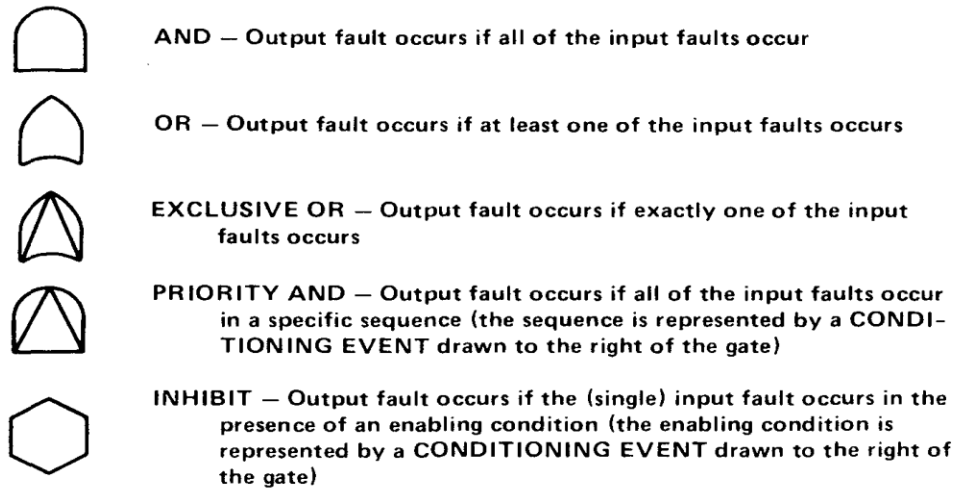 AND — Output fault occurs if all of the input faults occur
OR — Output fault occurs if at least one of the input faults occurs
EXCLUSIVE OR — Output fault occurs if exactly one of the input
faults occurs
PRIORITY AND — Output fault occurs if all of the input faults occur
in a specific sequence (the sequence is represented by a CONDI-
TIONING EVENT drawn to the right of the gate)
INHIBIT — Output fault occurs if the (single) input fault occurs in the
presence of an enabling condition (the enabling condition is
represented by a CONDITIONING EVENT drawn to the right of
the gate)